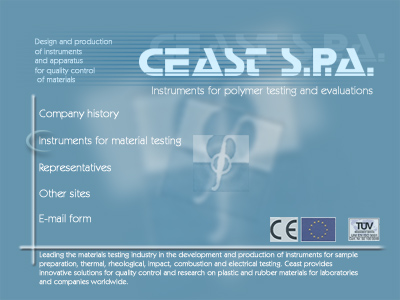 Design and production
of instruments
and apparatus
for quality control
of materials
CEAST S.P.A.
Instruments for polymer testing and evaluations
Company history
instruments for material testing
Representatives
Other sites
E-mail form
CE
TÜV
Leading the materials testing industry in the development and production of instruments for sample
preparation, thermal, rheological, impact, combustion and electrical testing. Ceast provides
innovative solutions for quality control and research on plastic and rubber materials for laboratories
and companies worldwide.